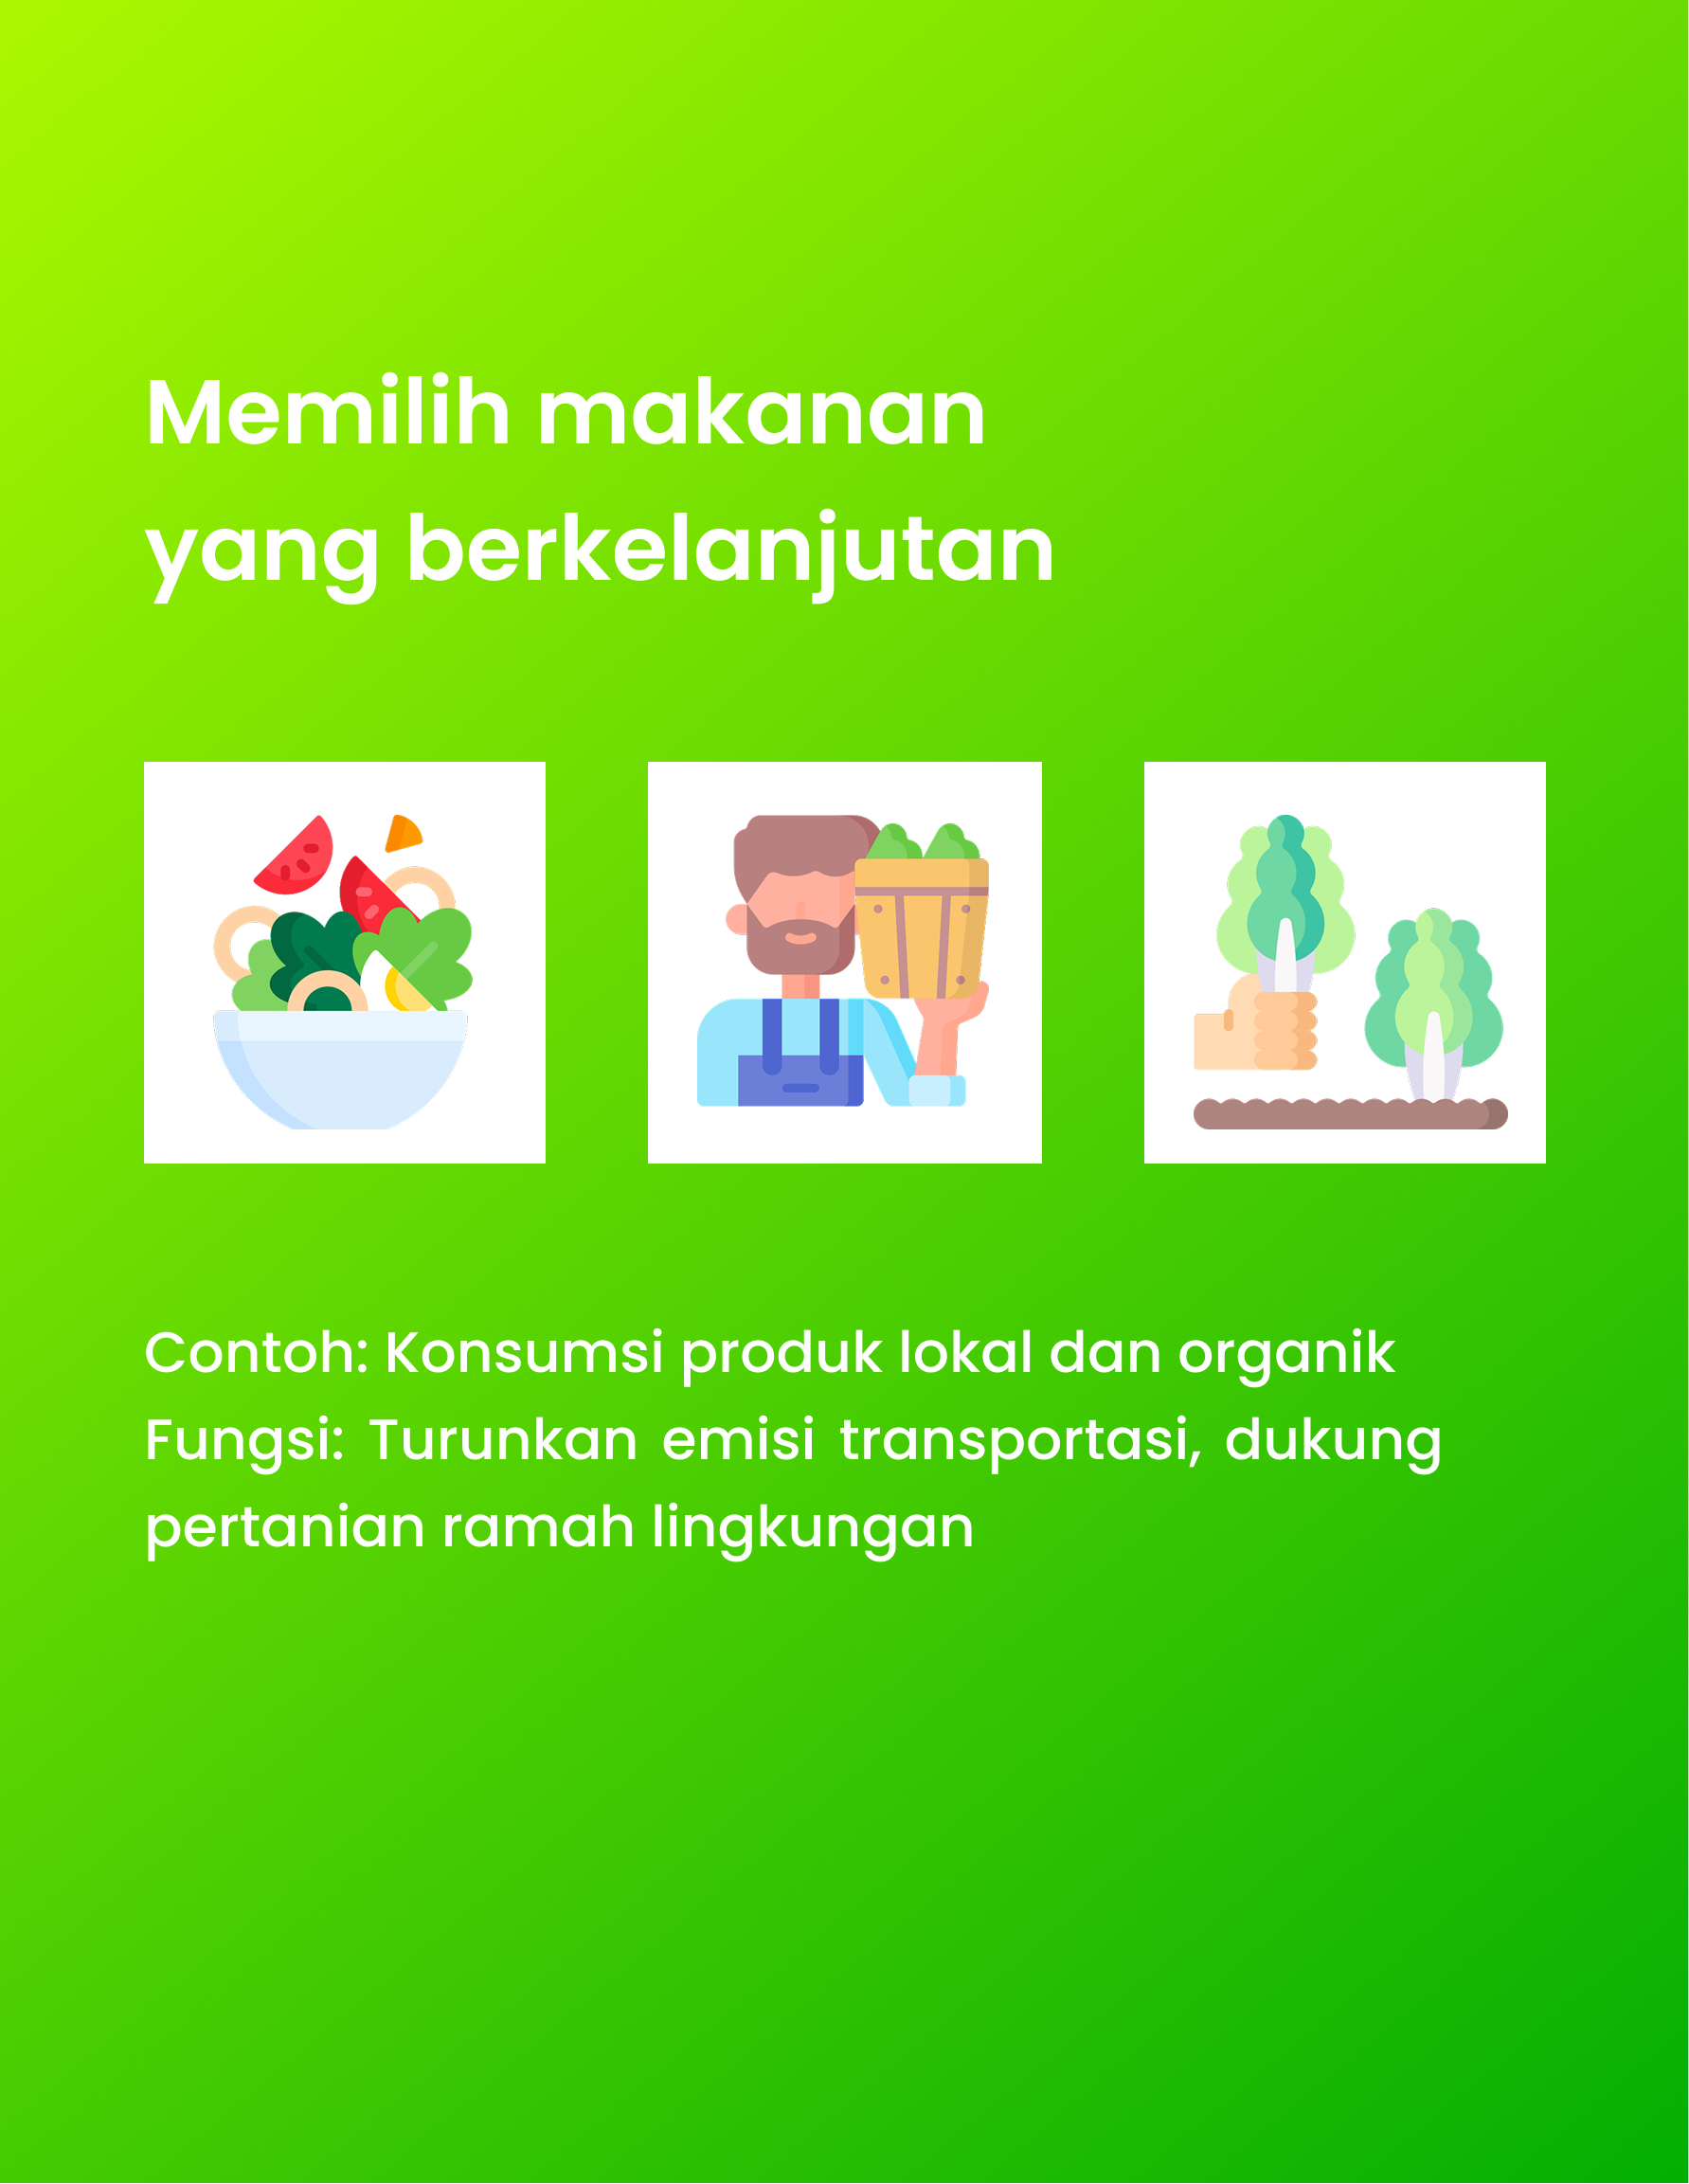 Memilih makanan
yang berkelanjutan
Contoh: Konsumsi produk lokal dan organik
Fungsi: Turunkan emisi transportasi, dukung
pertanian ramah lingkungan